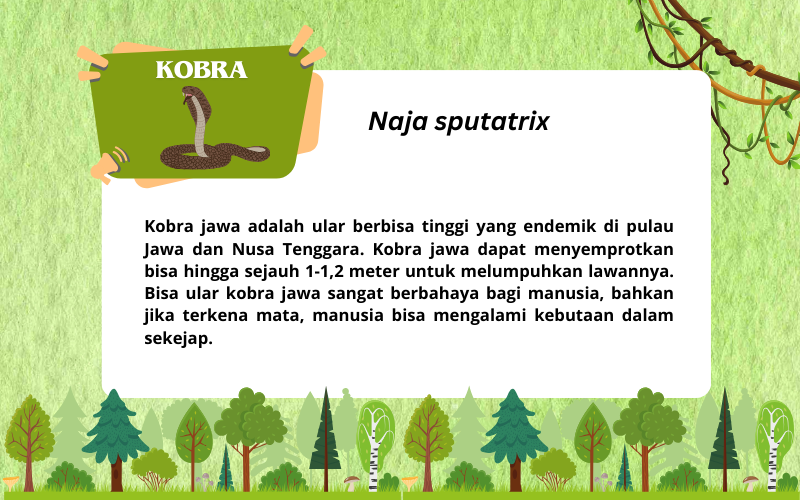 KOBRA
Naja sputatrix
Kobra jawa adalah ular berbisa tinggi yang endemik di pulau
Jawa dan Nusa Tenggara. Kobra jawa dapat menyemprotkan
bisa hingga sejauh 1-1,2 meter untuk melumpuhkan lawannya.
Bisa ular kobra jawa sangat berbahaya bagi manusia, bahkan
jika terkena mata, manusia bisa mengalami kebutaan dalam
sekejap.